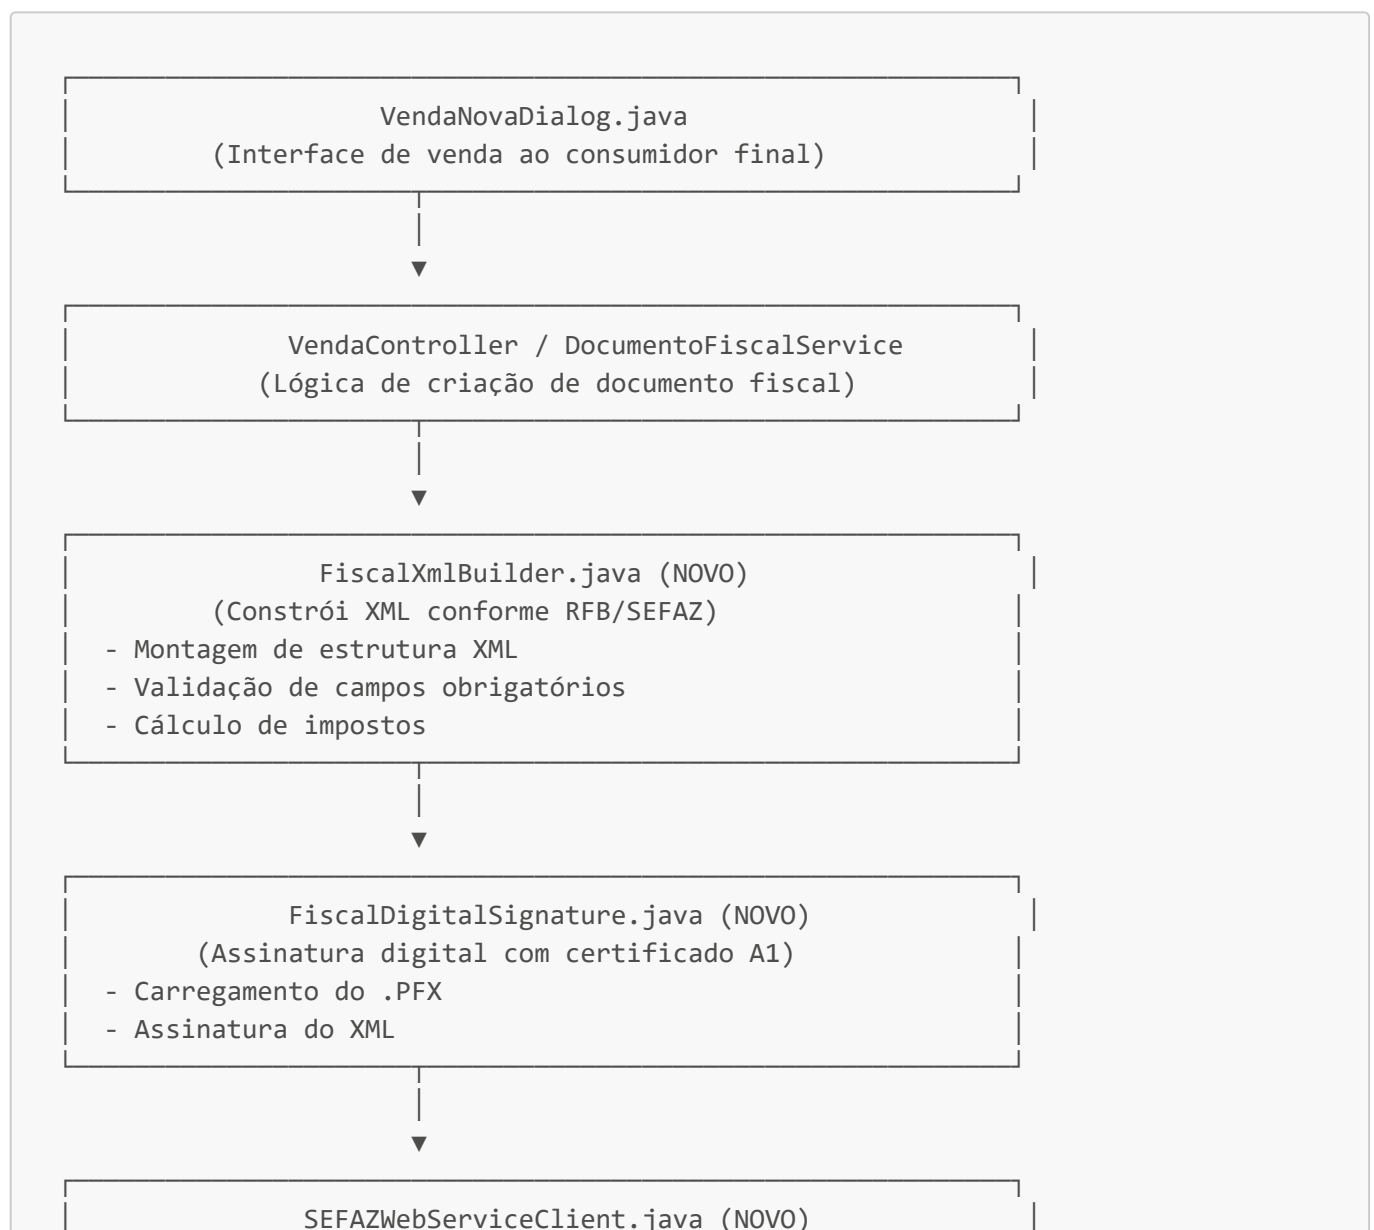 VendaNovaDialog.java
(Interface de venda ao consumidor final)
VendaController / DocumentoFiscalService
(Lógica de criação de documento fiscal)
FiscalXmlBuilder.java (NOVO)
(Constrói XML conforme RFB/SEFAZ)
- Montagem de estrutura XML
- Validação de campos obrigatórios
- Cálculo de impostos
FiscalDigitalSignature.java (NOVO)
(Assinatura digital com certificado A1)
- Carregamento do .PFX
- Assinatura do XML
SEFAZWebServiceClient.java (NOVO)